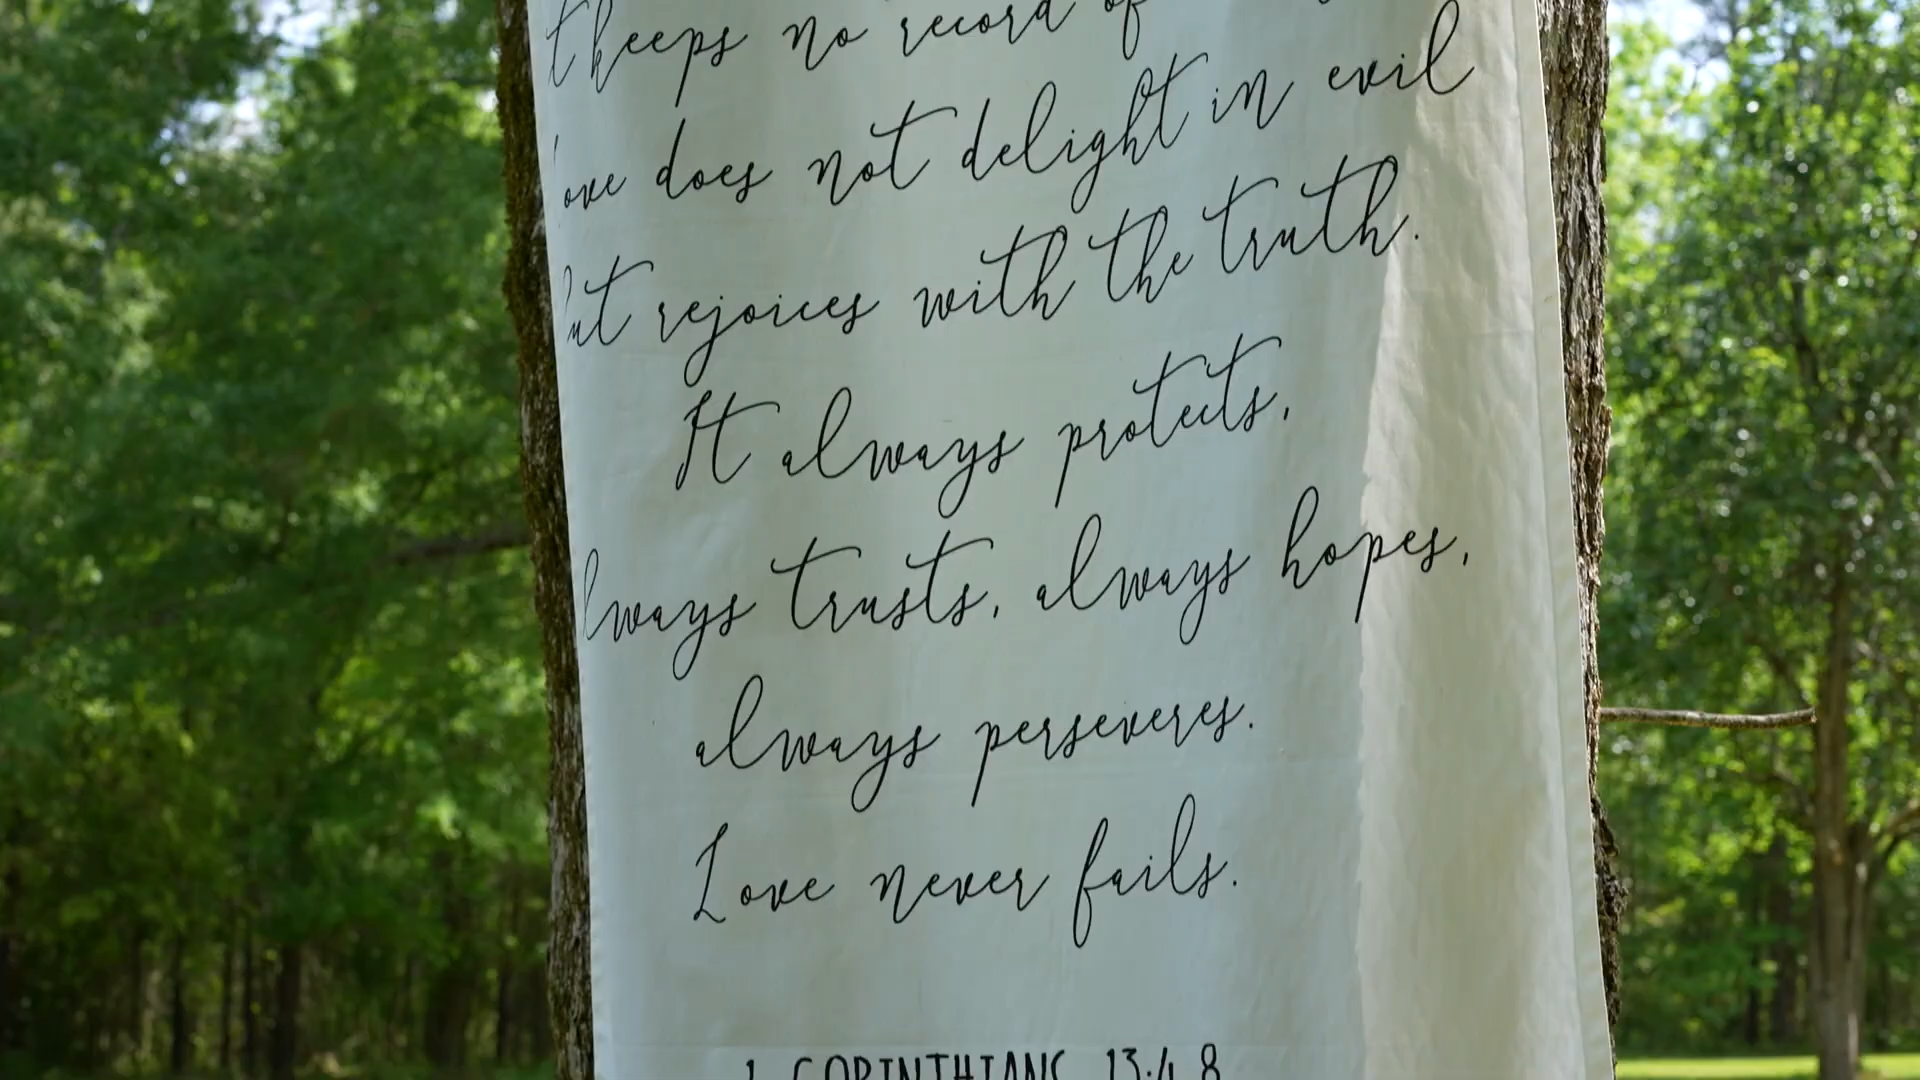 t keeps no record of
ove does not delight in evil
but rejoices with the truth.
It always protects,
lways trusts, always hopes,
always perseveres.
Love never fails.
1 CORINTHIANS 13:4-8